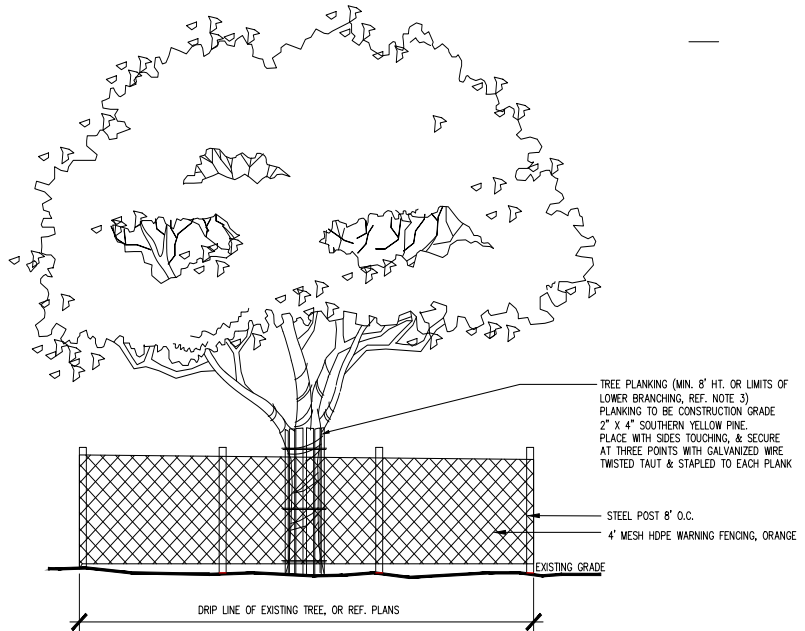 TREE PLANKING (MIN. 8' HT. OR LIMITS OF
LOWER BRANCHING, REF. NOTE 3)
PLANKING TO BE CONSTRUCTION GRADE
2" X 4" SOUTHERN YELLOW PINE.
PLACE WITH SIDES TOUCHING, & SECURE
AT THREE POINTS WITH GALVANIZED WIRE
TWISTED TAUT & STAPLED TO EACH PLANK
STEEL POST 8' O.C.
4' MESH HDPE WARNING FENCING, ORANGE
EXISTING GRADE
DRIP LINE OF EXISTING TREE, OR REF. PLANS